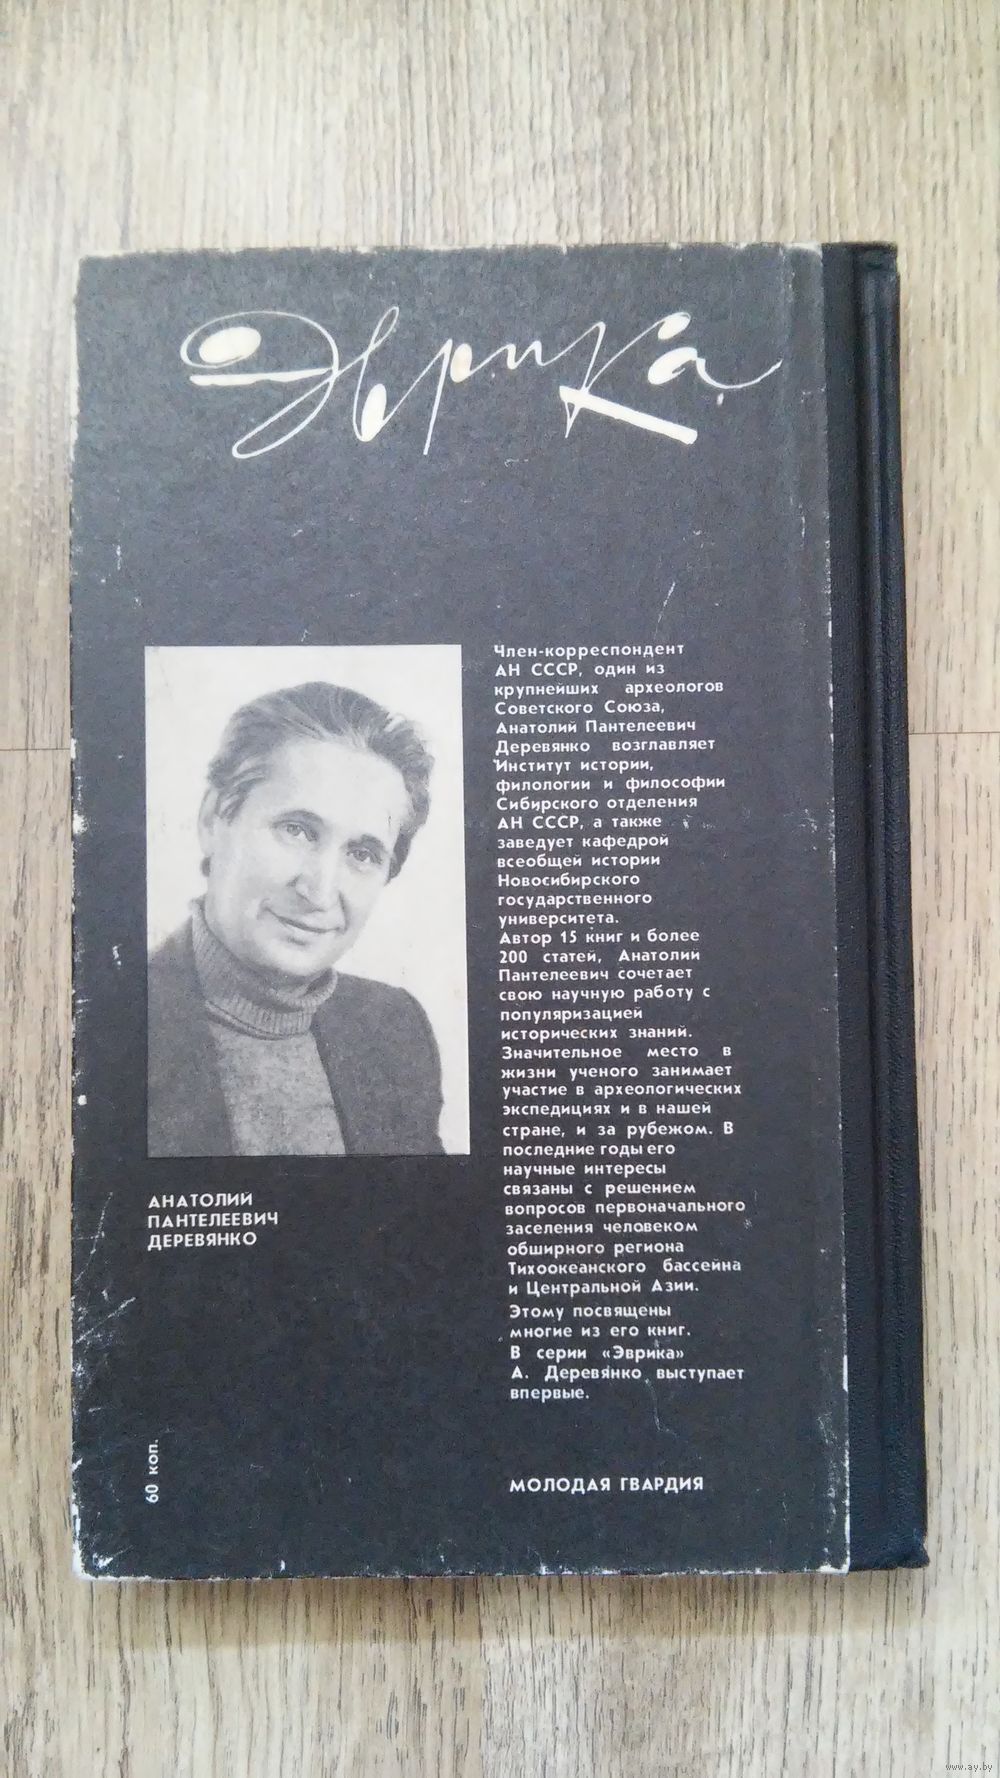 Эврика
Член-корреспондент
АН СССР, один из
крупнейших археологов
Советского Союза,
Анатолий Пантелеевич
Деревянко возглавляет
Институт истории,
филологии и философии
Сибирского отделения
АН СССР, а также
заведует кафедрой
всеобщей истории
Новосибирского
государственного
университета.
Автор 15 книг и более
200 статей, Анатолий
Пантелеевич сочетает
свою научную работу с
популяризацией
исторических знаний.
Значительное место в
жизни ученого занимает
участие в археологических
экспедициях и в нашей
стране, и за рубежом. В
последние годы его
научные интересы
связаны с решением
вопросов первоначального
заселения человеком
обширного региона
Тихоокеанского бассейна
и Центральной Азии.
Этому посвящены
многие из его книг.
В серии «Эврика»
А. Деревянко выступает
впервые.
АНАТОЛИЙ
ПАНТЕЛЕЕВИЧ
ДЕРЕВЯНКО
60 коп.
МОЛОДАЯ ГВАРДИЯ
www.ay.by